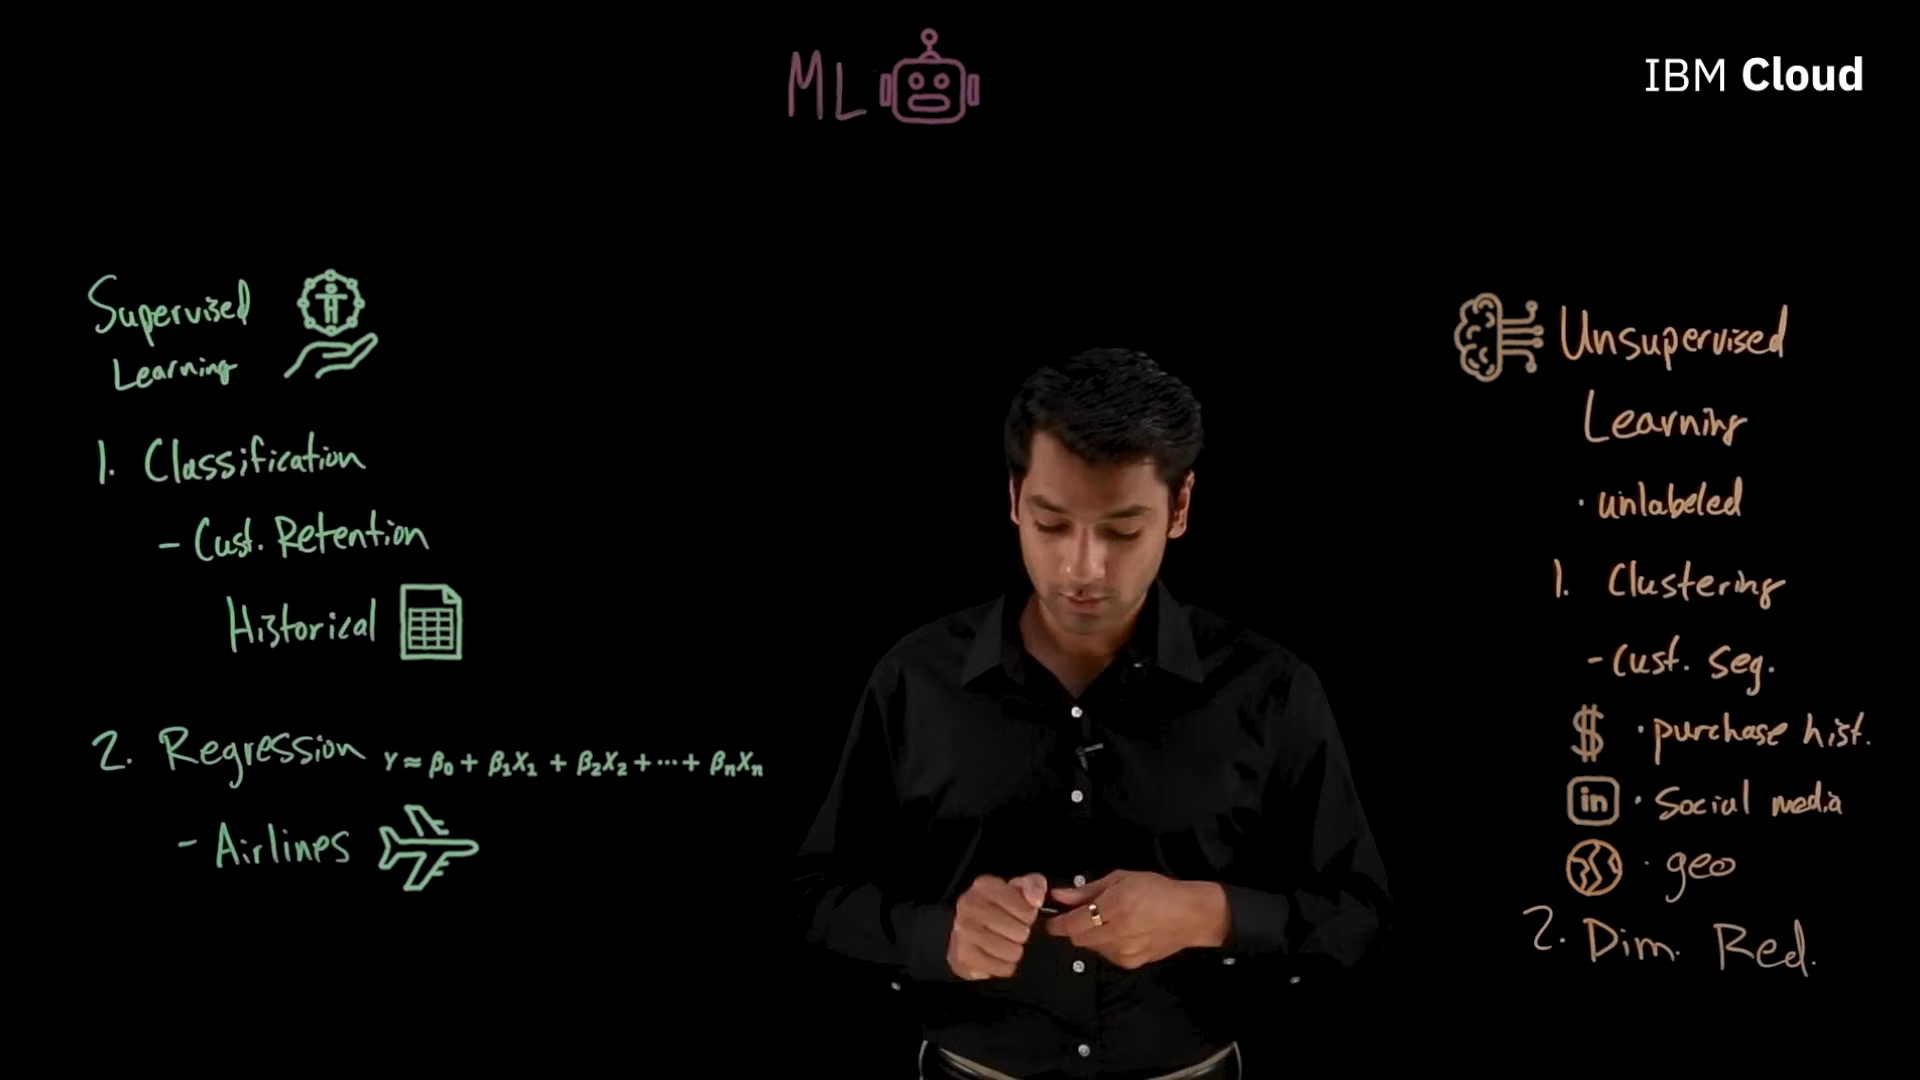 ML
IBM Cloud
Supervised
Learning
1. Classification
- Cust. Retention
Historical
2. Regression Y ≈ β₀ + β₁X₁ + β₂X₂ + ⋯ + βₙXₙ
- Airlines
Unsupervised
Learning
· unlabeled
1. Clustering
- Cust. Seg.
$ · purchase hist.
in · Social media
· geo
2. Dim. Red.